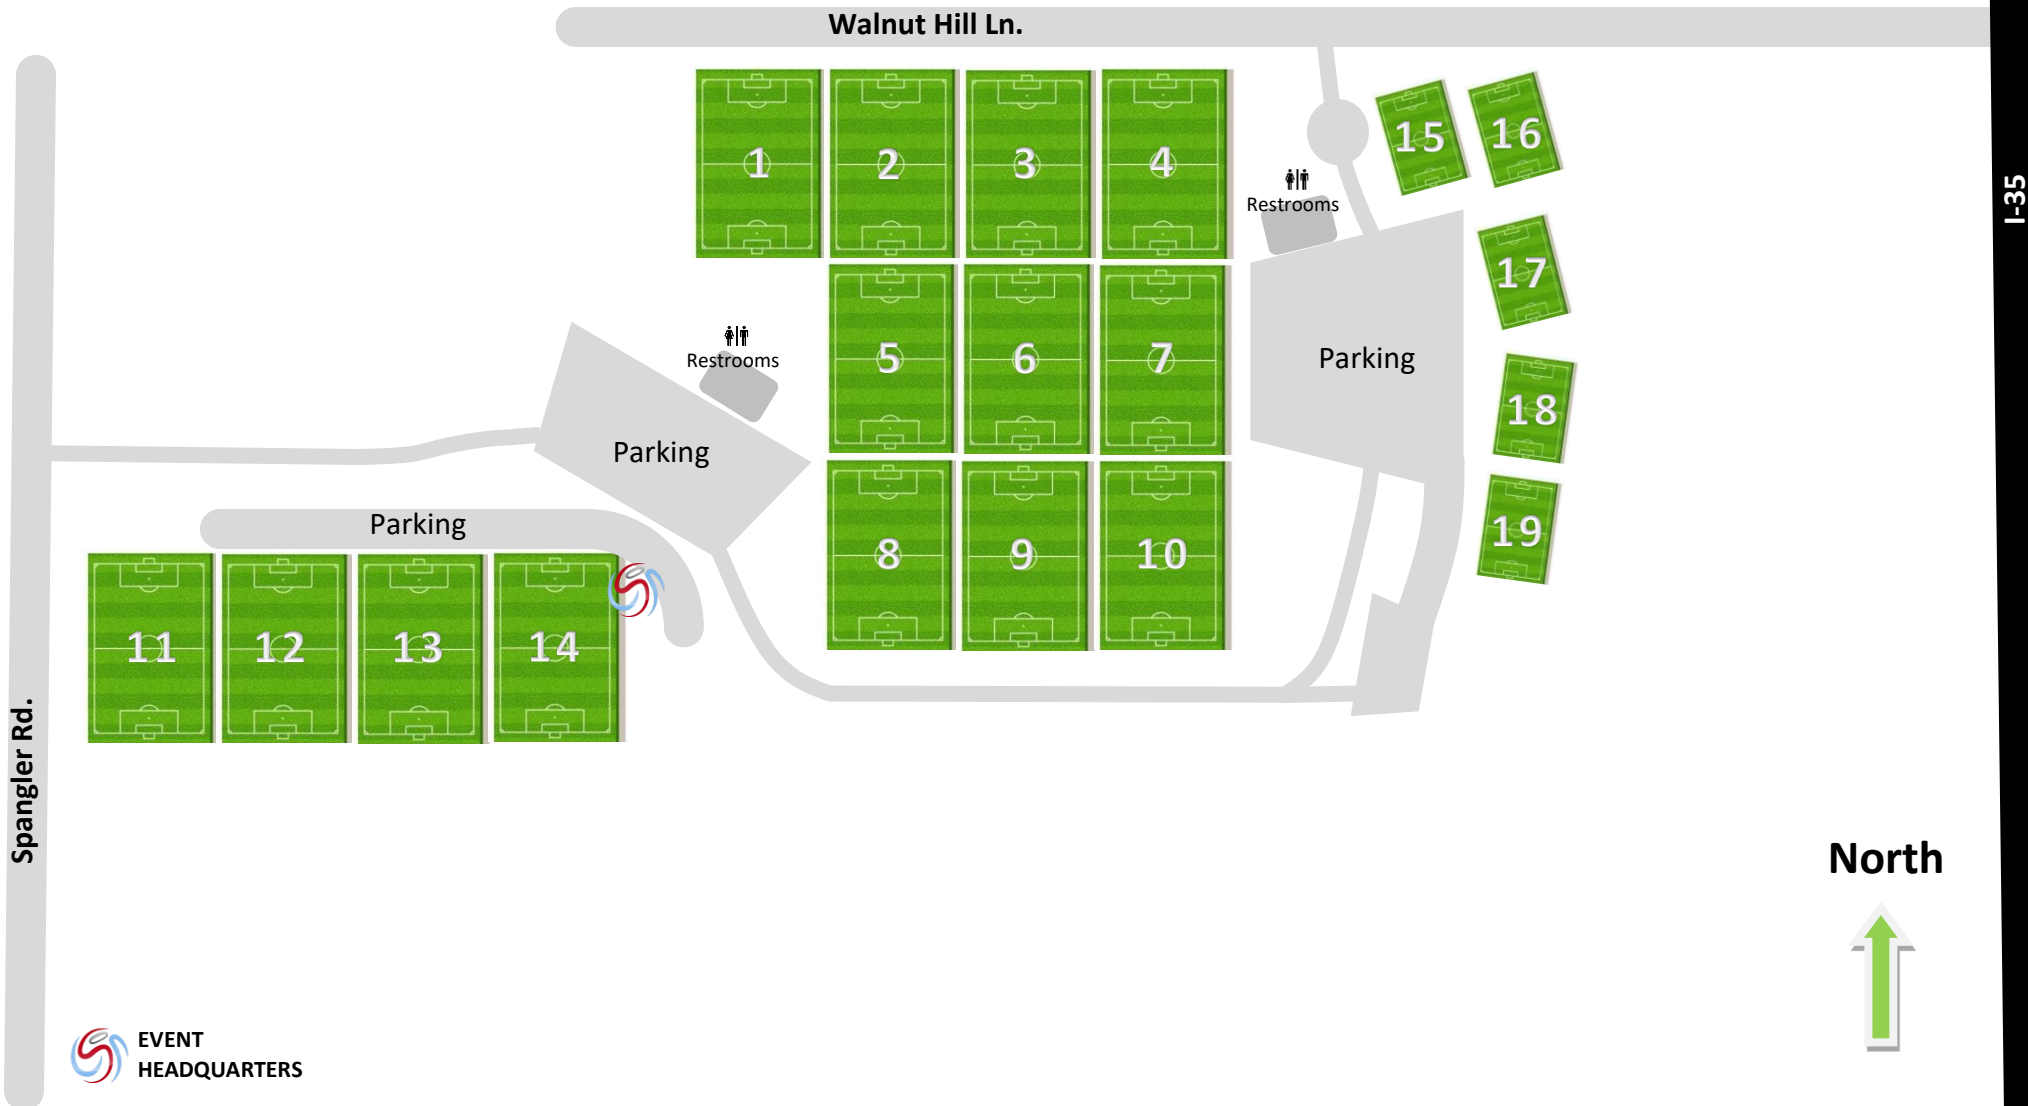 Walnut Hill Ln.
1
2
3
4
15
16
Restrooms
I-35
17
5
6
7
Restrooms
Parking
Parking
18
Parking
8
9
10
19
11
12
13
14
Spangler Rd.
North
EVENT
HEADQUARTERS